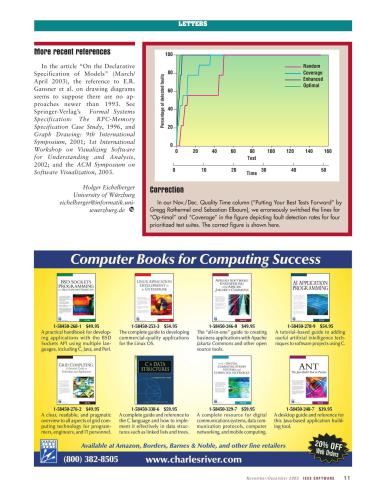 LETTERS
More recent references
In the article "On the Declarative
Specification of Models" (March/
April 2003), the reference to E.R.
Gansner et al. on drawing diagrams
seems to suppose there are no ap-
proaches newer than 1993. See
Springer-Verlag's Formal Systems
Specification: The RPC-Memory
Specification Case Study, 1996, and
Graph Drawing: 9th International
Symposium, 2001; 1st International
Workshop on Visualizing Software
for Understanding and Analysis,
2002; and the ACM Symposium on
Software Visualization, 2003.
Holger Eichelberger
University of Würzburg
eichelberger@informatik.uni-
wuerzburg.de
Percentage of detected faults
100
80
60
40
20
0
Random
Coverage
Enhanced
Optimal
0 20 40 60 80 100 120 140 160
Test
0 10 20 30 40 50
Time
Correction
In our Nov./Dec. Quality Time column ("Putting Your Best Tests Forward" by
Gregg Rothermel and Sebastian Elbaum), we erroneously switched the lines for
"Op-timal" and "Coverage" in the figure depicting fault detection rates for four
prioritized test suites. The correct figure is shown here.
Computer Books for Computing Success
BSD SOCKETS
PROGRAMMING
LINUX APPLICATION
DEVELOPMENT
AI APPLICATION
PROGRAMMING
1-58450-268-1 $49.95
A practical handbook for develop-
ing applications with the BSD
Sockets API using multiple lan-
guages, including C, Java, and Perl.
1-58450-253-3 $54.95
The complete guide to developing
commercial-quality applications
for the Linux OS.
1-58450-246-0 $49.95
The "all-in-one" guide to creating
business applications with Apache
Jakarta Commons and other open
source tools.
1-58450-278-9 $54.95
A tutorial-based guide to adding
useful artificial intelligence tech-
niques to software projects using C.
GRID COMPUTING
C & DATA
STRUCTURES
ANT
1-58450-276-2 $49.95
A clear, readable, and pragmatic
overview to all aspects of grid com-
puting technology for program-
mers, engineers, and IT personnel.
1-58450-338-6 $59.95
A complete guide and reference to
the C language and how to imple-
ment it effectively in data struc-
tures such as linked lists and trees.
1-58450-329-7 $59.95
A complete resource for digital
communications systems, data com-
munication protocols, computer
networking, and mobile computing.
1-58450-248-7 $39.95
A desktop guide and reference for
this Java-based application build-
ing tool.
Available at Amazon, Borders, Barnes & Noble, and other fine retailers
20% OFF
Web Orders
(800) 382-8505 www.charlesriver.com
November/December 2003 IEEE SOFTWARE 11